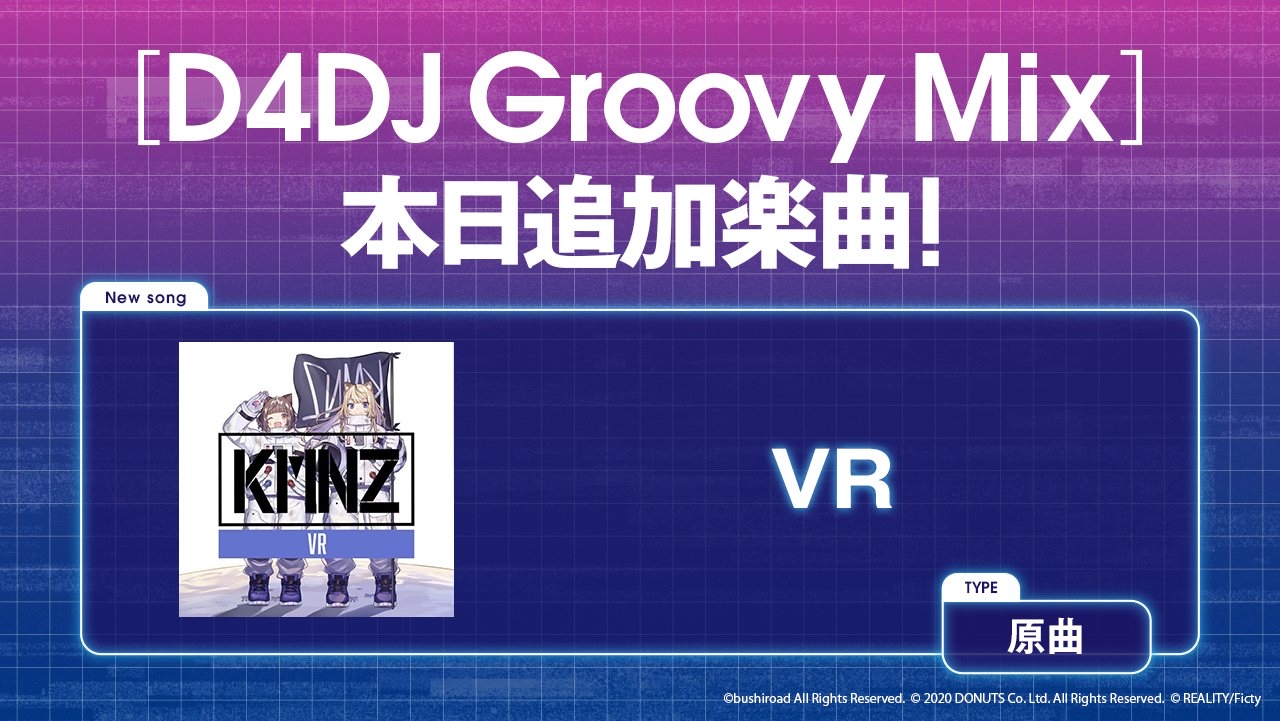 [D4DJ Groovy Mix]
本日追加楽曲!
New song
KMNZ
VR
VR
TYPE
原曲
©bushiroad All Rights Reserved. © 2020 DONUTS Co. Ltd. All Rights Reserved. © REALITY/Ficty